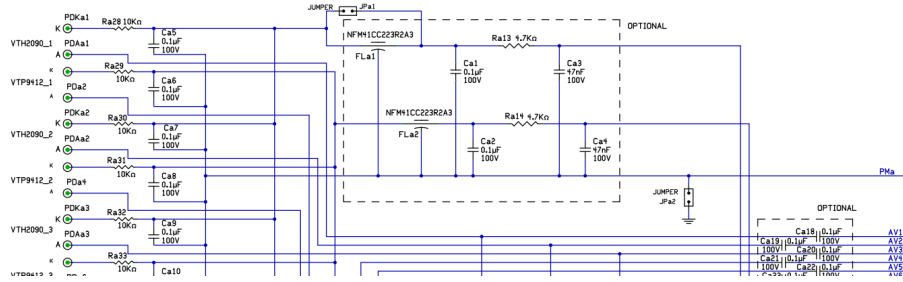 JUMPER JPa1
PDKa1
Ra28 10KΩ
OPTIONAL
K
Ca5
0.1µF
100V
NFM41CC223R2A3
Ra13 4.7KΩ
VTH2090_1
PDAa1
A
FLa1
Ca1
0.1µF
100V
Ca3
47nF
100V
K
Ra29
10KΩ
VTP9412_1
Ca6
0.1µF
100V
PDa2
A
PDKa2
Ra30
10KΩ
NFM41CC223R2A3
Ra14 4.7KΩ
K
Ca7
0.1µF
100V
FLa2
VTH2090_2
PDAa2
A
Ca2
0.1µF
100V
Ca4
47nF
100V
K
Ra31
10KΩ
VTP9412_2
Ca8
0.1µF
100V
PMa
PDa4
A
JUMPER
JPa2
PDKa3
Ra32
10KΩ
OPTIONAL
K
Ca9
0.1µF
100V
VTH2090_3
PDAa3
A
Ca18 0.1µF
100V
AV1
Ca19 0.1µF
100V
AV2
Ca20 0.1µF
100V
AV3
K
Ra33
10KΩ
Ca21 0.1µF
100V
AV4
Ca22 0.1µF
100V
AV5
VTP9412_3
Ca10